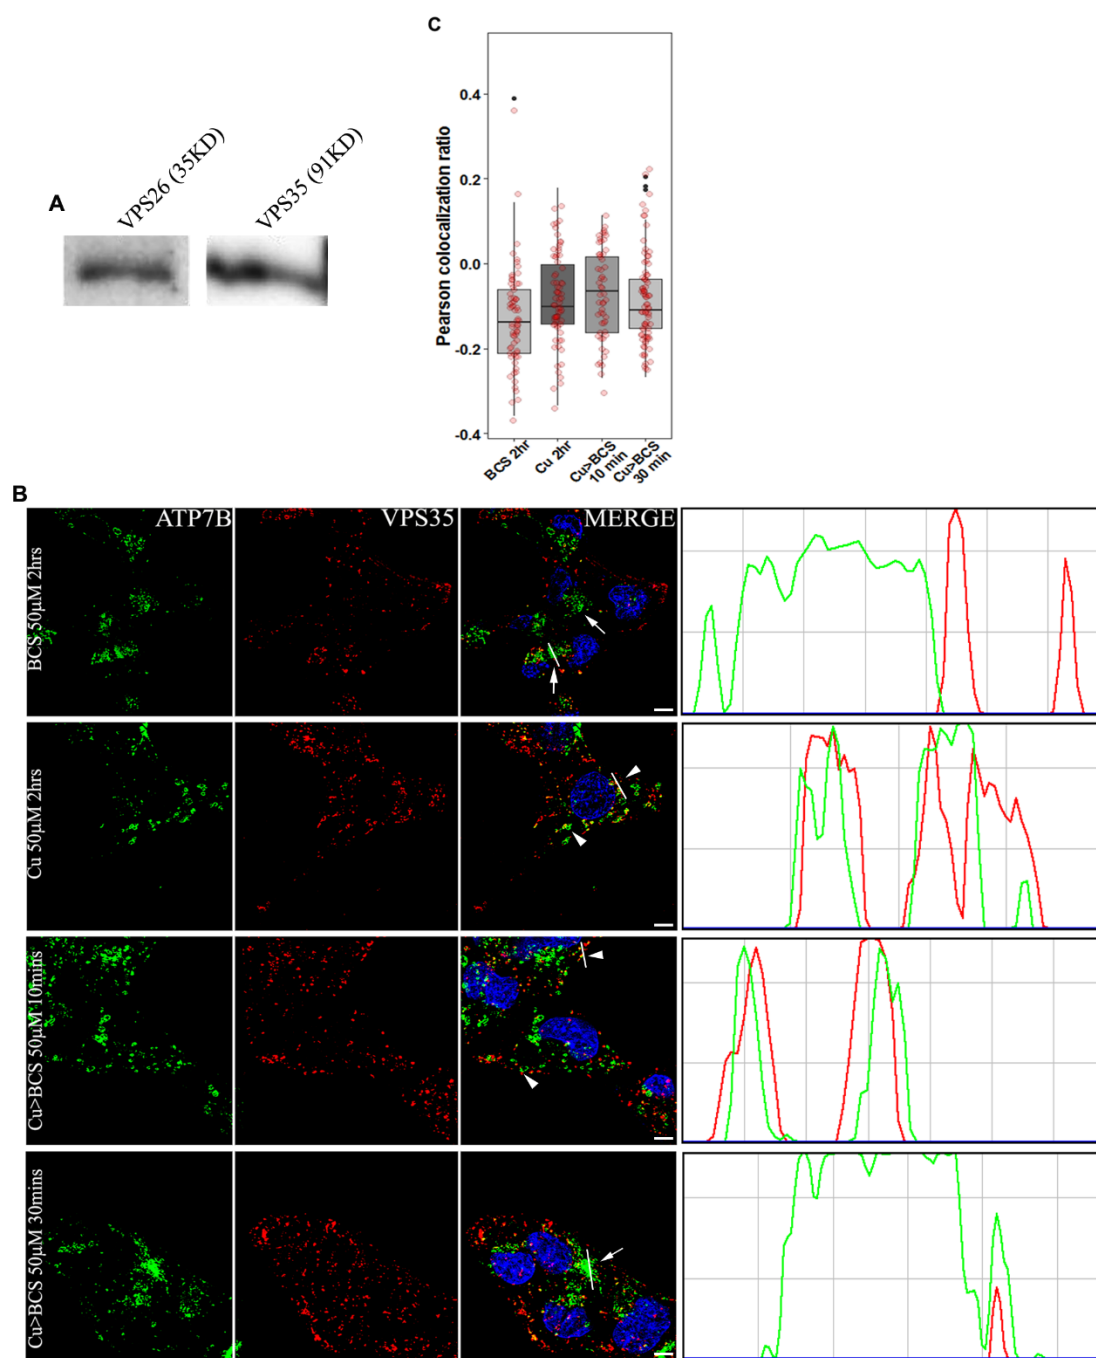 C
0.4
0.2
0.0
-0.2
-0.4
Pearson colocalization ratio
BCS 2hr
Cu 2hr
Cu>BCS
10 min
Cu>BCS
30 min
A
VPS26 (35KD)
VPS35 (91KD)
B
ATP7B
VPS35
MERGE
BCS 50µM 2hrs
Cu 50µM 2hrs
Cu>BCS 50µM 10mins
Cu>BCS 50µM 30mins